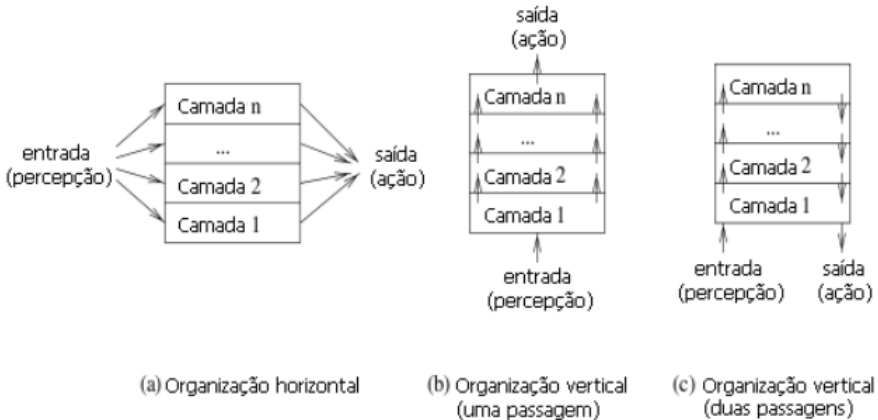 entrada
(percepção)
Camada n
...
Camada 2
Camada 1
saída
(ação)
(a) Organização horizontal
saída
(ação)
Camada n
...
Camada 2
Camada 1
entrada
(percepção)
(b) Organização vertical
(uma passagem)
Camada n
...
Camada 2
Camada 1
entrada
(percepção)
saída
(ação)
(c) Organização vertical
(duas passagens)